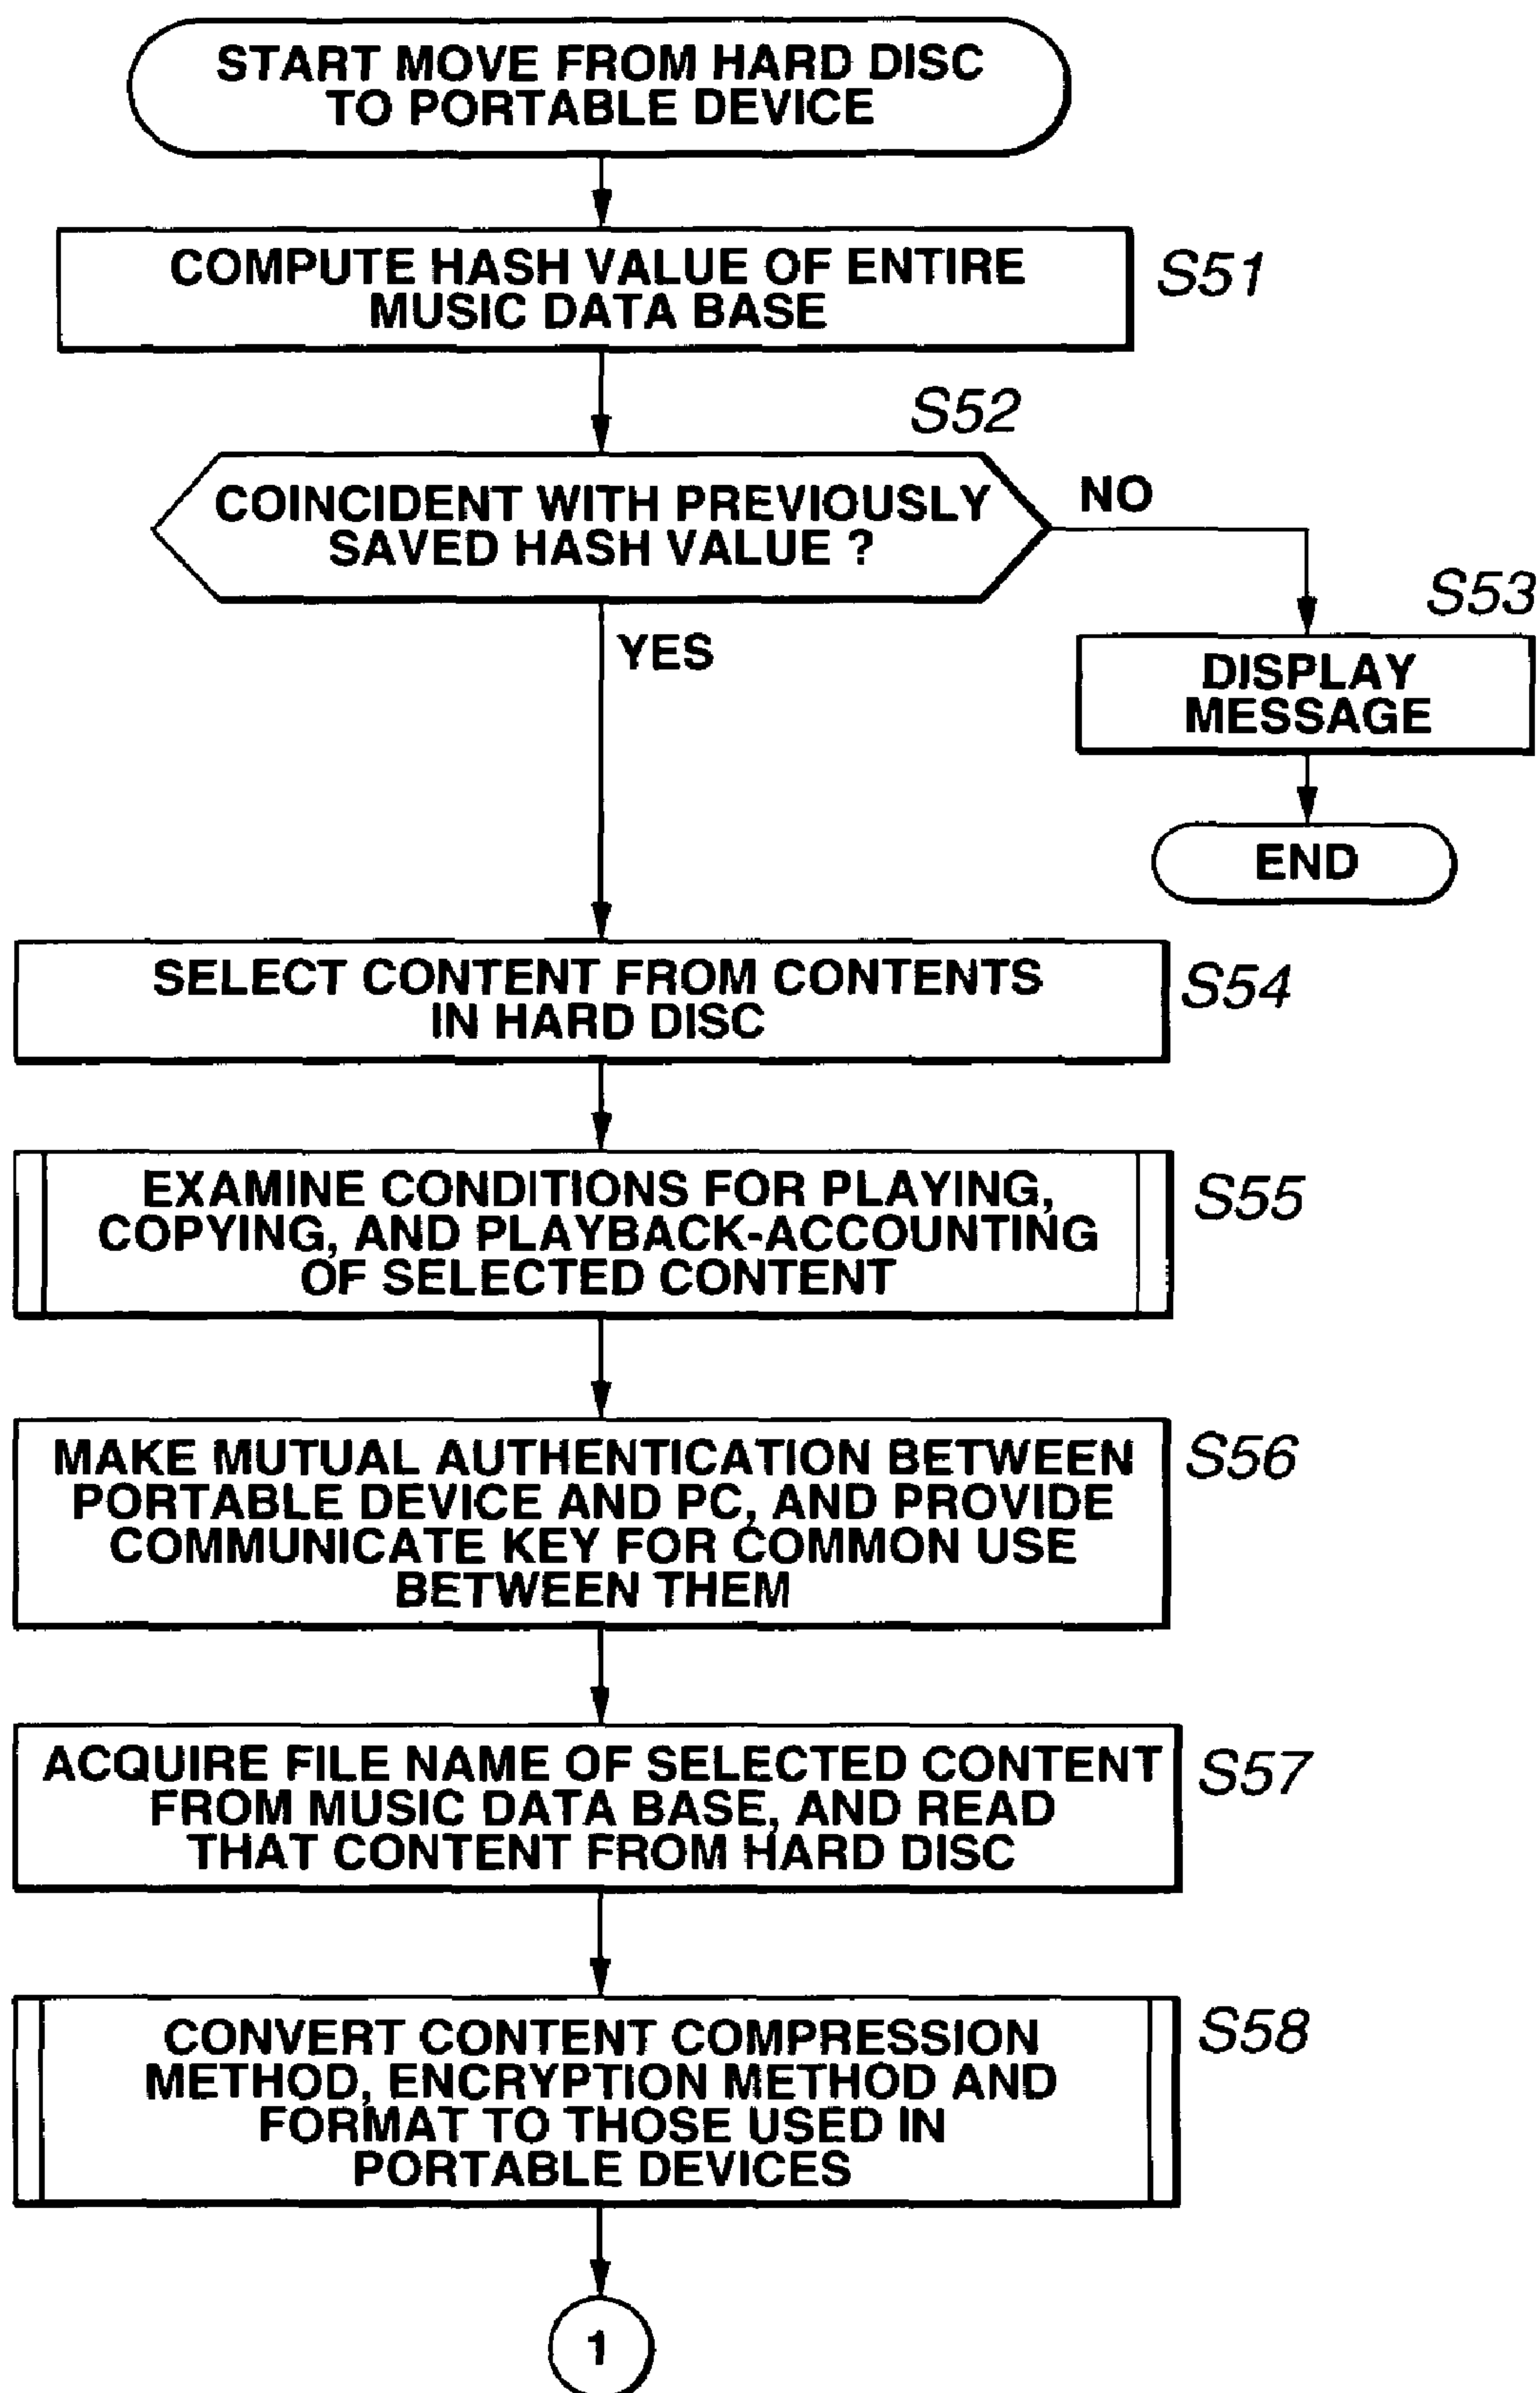 START MOVE FROM HARD DISC
TO PORTABLE DEVICE
COMPUTE HASH VALUE OF ENTIRE
MUSIC DATA BASE
S51
S52
COINCIDENT WITH PREVIOUSLY
SAVED HASH VALUE ?
NO
YES
S53
DISPLAY
MESSAGE
END
SELECT CONTENT FROM CONTENTS
IN HARD DISC
S54
EXAMINE CONDITIONS FOR PLAYING,
COPYING, AND PLAYBACK-ACCOUNTING
OF SELECTED CONTENT
S55
MAKE MUTUAL AUTHENTICATION BETWEEN
PORTABLE DEVICE AND PC, AND PROVIDE
COMMUNICATE KEY FOR COMMON USE
BETWEEN THEM
S56
ACQUIRE FILE NAME OF SELECTED CONTENT
FROM MUSIC DATA BASE, AND READ
THAT CONTENT FROM HARD DISC
S57
CONVERT CONTENT COMPRESSION
METHOD, ENCRYPTION METHOD AND
FORMAT TO THOSE USED IN
PORTABLE DEVICES
S58
1